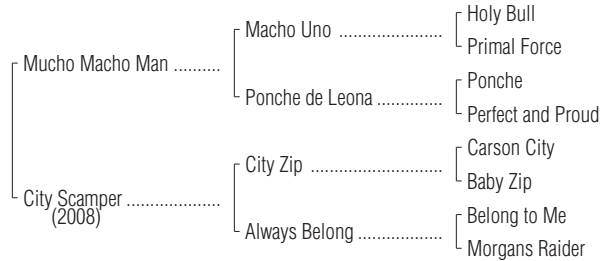 Holy Bull
Macho Uno ....................
Primal Force
Mucho Macho Man ..........
Ponche
Ponche de Leona ...............
Perfect and Proud
Carson City
City Zip .........................
Baby Zip
City Scamper ....................
(2008)
Belong to Me
Always Belong ..................
Morgans Raider